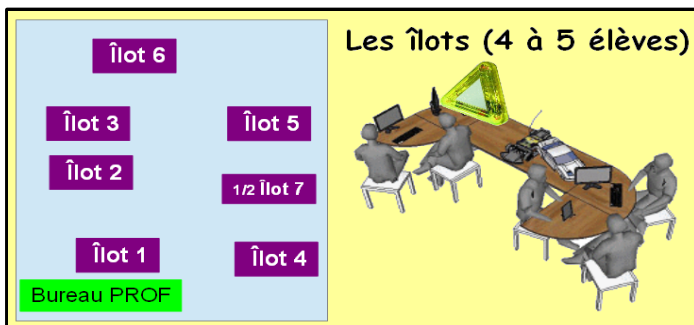 Les îlots (4 à 5 élèves)
Îlot 6
Îlot 3
Îlot 5
Îlot 2
1/2 Îlot 7
Îlot 1
Îlot 4
Bureau PROF